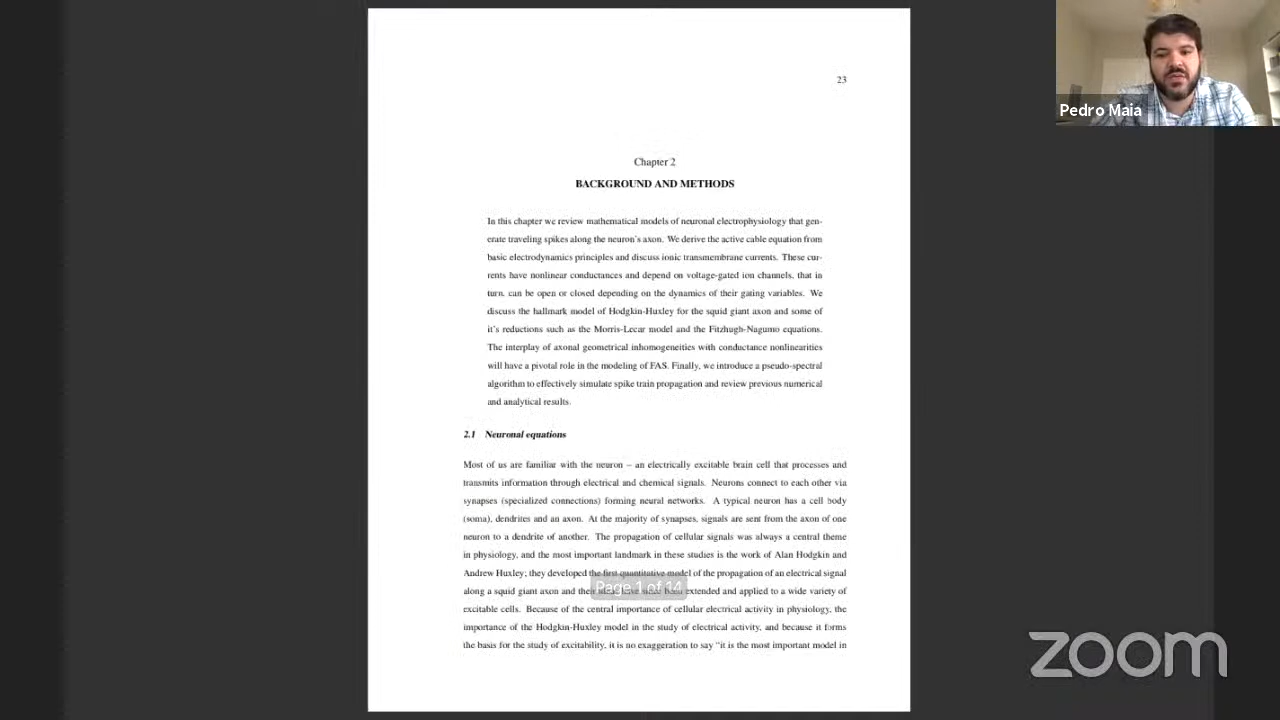 23
Pedro Maia
Chapter 2
BACKGROUND AND METHODS
In this chapter we review mathematical models of neuronal electrophysiology that gen-
erate traveling spikes along the neuron's axon. We derive the active cable equation from
basic electrodynamics principles and discuss ionic transmembrane currents. These cur-
rents have nonlinear conductances and depend on voltage-gated ion channels, that in
turn, can be open or closed depending on the dynamics of their gating variables. We
discuss the hallmark model of Hodgkin-Huxley for the squid giant axon and some of
it's reductions such as the Morris-Lecar model and the Fitzhugh-Nagumo equations.
The interplay of axonal geometrical inhomogeneities with conductance nonlinearities
will have a pivotal role in the modeling of FAS. Finally, we introduce a pseudo-spectral
algorithm to effectively simulate spike train propagation and review previous numerical
and analytical results.
2.1 Neuronal equations
Most of us are familiar with the neuron – an electrically excitable brain cell that processes and
transmits information through electrical and chemical signals. Neurons connect to each other via
synapses (specialized connections) forming neural networks. A typical neuron has a cell body
(soma), dendrites and an axon. At the majority of synapses, signals are sent from the axon of one
neuron to a dendrite of another. The propagation of cellular signals was always a central theme
in physiology, and the most important landmark in these studies is the work of Alan Hodgkin and
Andrew Huxley; they developed the first quantitative model of the propagation of an electrical signal
along a squid giant axon and their extended and applied to a wide variety of
Page 1 of 14
excitable cells. Because of the central importance of cellular electrical activity in physiology, the
importance of the Hodgkin-Huxley model in the study of electrical activity, and because it forms
the basis for the study of excitability, it is no exaggeration to say "it is the most important model in
zoom